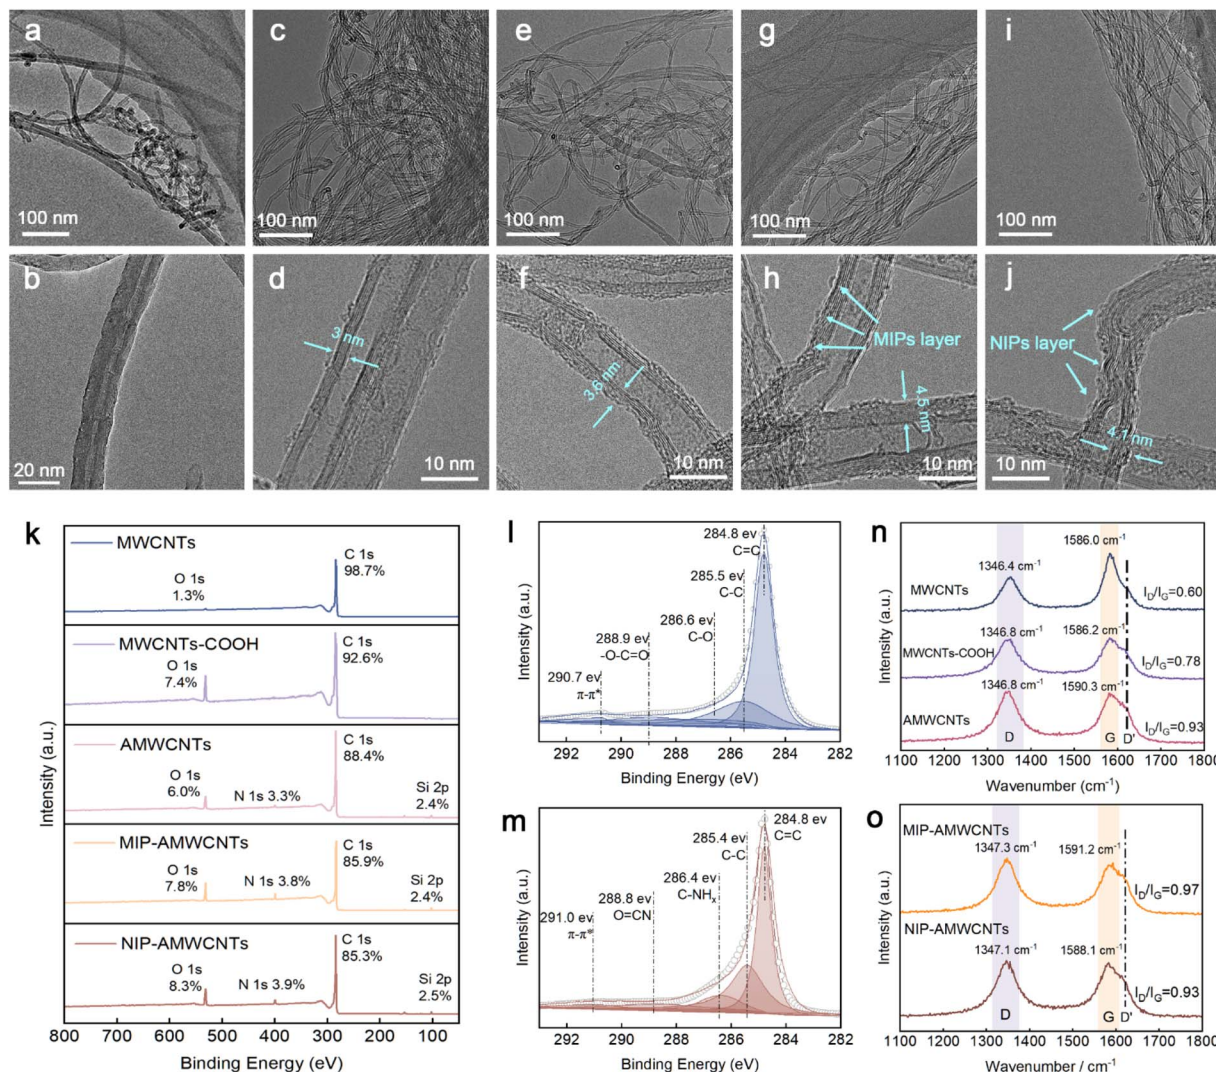 a
100 nm
c
100 nm
e
100 nm
g
100 nm
i
100 nm
b
20 nm
d
3 nm
10 nm
f
3.6 nm
10 nm
h
MIPs layer
4.5 nm
10 nm
j
NIPs layer
4.1 nm
10 nm
k
MWCNTs
O 1s
1.3%
C 1s
98.7%
MWCNTs-COOH
O 1s
7.4%
C 1s
92.6%
AMWCNTs
O 1s
6.0%
N 1s 3.3%
C 1s
88.4%
Si 2p
2.4%
MIP-AMWCNTs
O 1s
7.8%
N 1s 3.8%
C 1s
85.9%
Si 2p
2.4%
NIP-AMWCNTs
O 1s
8.3%
N 1s 3.9%
C 1s
85.3%
Si 2p
2.5%
800 700 600 500 400 300 200 100
Binding Energy (eV)
Intensity (a.u.)
l
284.8 ev
C=C
285.5 ev
C-C
286.6 ev
C-O
288.9 ev
-O-C=O
290.7 ev
π-π*
292 290 288 286 284 282
Binding Energy (eV)
Intensity (a.u.)
m
284.8 ev
C=C
285.4 ev
C-C
286.4 ev
C-NHx
288.8 ev
O=CN
291.0 ev
π-π*
292 290 288 286 284 282
Binding Energy (eV)
Intensity (a.u.)
n
1586.0 cm⁻¹
1346.4 cm⁻¹
MWCNTs
ID/IG=0.60
1346.8 cm⁻¹
1586.2 cm⁻¹
MWCNTs-COOH
ID/IG=0.78
1346.8 cm⁻¹
1590.3 cm⁻¹
AMWCNTs
ID/IG=0.93
D
G
D'
1100 1200 1300 1400 1500 1600 1700 1800
Wavenumber (cm⁻¹)
Intensity (a.u.)
o
MIP-AMWCNTs
1347.3 cm⁻¹
1591.2 cm⁻¹
ID/IG=0.97
NIP-AMWCNTs
1347.1 cm⁻¹
1588.1 cm⁻¹
ID/IG=0.93
D
G
D'
1100 1200 1300 1400 1500 1600 1700 1800
Wavenumber / cm⁻¹
Intensity (a.u.)